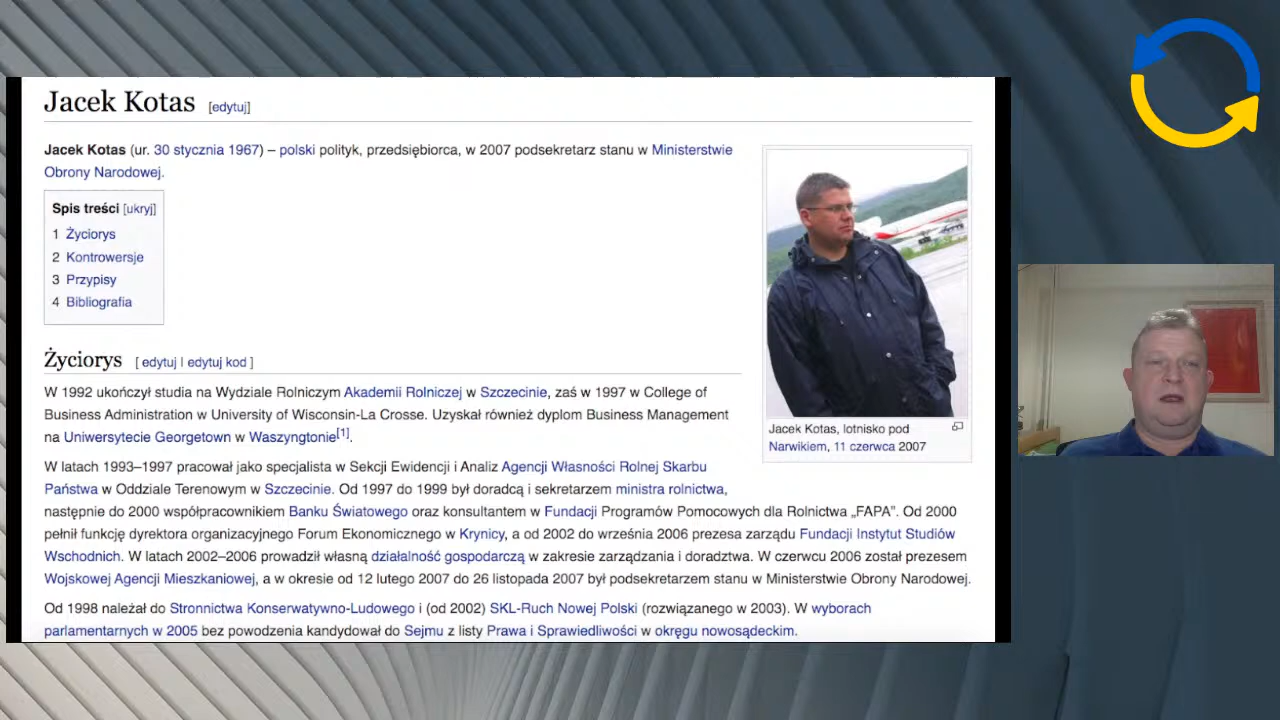 Jacek Kotas [edytuj]
Jacek Kotas (ur. 30 stycznia 1967) – polski polityk, przedsiębiorca, w 2007 podsekretarz stanu w Ministerstwie
Obrony Narodowej.
Spis treści [ukryj]
1 Życiorys
2 Kontrowersje
3 Przypisy
4 Bibliografia
Jacek Kotas, lotnisko pod
Narwikiem, 11 czerwca 2007
Życiorys [ edytuj | edytuj kod ]
W 1992 ukończył studia na Wydziale Rolniczym Akademii Rolniczej w Szczecinie, zaś w 1997 w College of
Business Administration w University of Wisconsin-La Crosse. Uzyskał również dyplom Business Management
na Uniwersytecie Georgetown w Waszyngtonie[1].
W latach 1993–1997 pracował jako specjalista w Sekcji Ewidencji i Analiz Agencji Własności Rolnej Skarbu
Państwa w Oddziale Terenowym w Szczecinie. Od 1997 do 1999 był doradcą i sekretarzem ministra rolnictwa,
następnie do 2000 współpracownikiem Banku Światowego oraz konsultantem w Fundacji Programów Pomocowych dla Rolnictwa „FAPA”. Od 2000
pełnił funkcję dyrektora organizacyjnego Forum Ekonomicznego w Krynicy, a od 2002 do września 2006 prezesa zarządu Fundacji Instytut Studiów
Wschodnich. W latach 2002–2006 prowadził własną działalność gospodarczą w zakresie zarządzania i doradztwa. W czerwcu 2006 został prezesem
Wojskowej Agencji Mieszkaniowej, a w okresie od 12 lutego 2007 do 26 listopada 2007 był podsekretarzem stanu w Ministerstwie Obrony Narodowej.
Od 1998 należał do Stronnictwa Konserwatywno-Ludowego i (od 2002) SKL-Ruch Nowej Polski (rozwiązanego w 2003). W wyborach
parlamentarnych w 2005 bez powodzenia kandydował do Sejmu z listy Prawa i Sprawiedliwości w okręgu nowosądeckim.